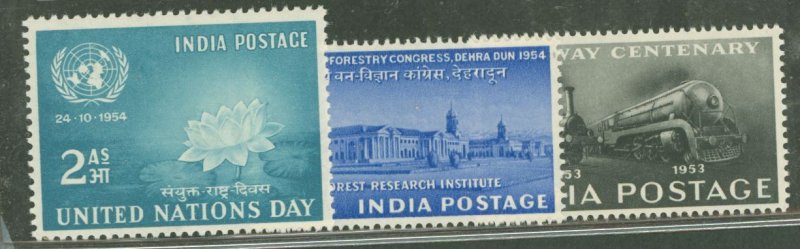 INDIA POSTAGE
24·10·1954
2 AS
आ
संयुक्त-राष्ट्र-दिवस
UNITED NATIONS DAY
FORESTRY CONGRESS, DEHRA DUN 1954
वन-विज्ञान कांग्रेस, देहरादून
REST RESEARCH INSTITUTE
INDIA POSTAGE
WAY CENTENARY
53
1953
IA POSTAGE